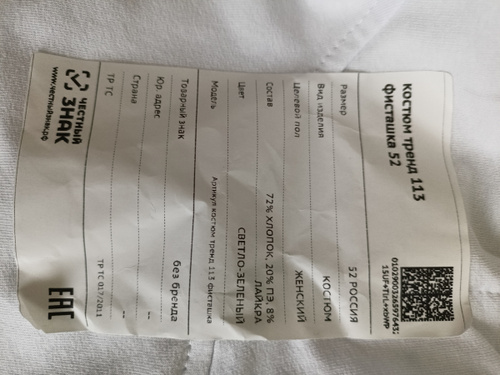 костюм тренд 113
фисташка 52
Размер 52 РОССИЯ
Вид изделия КОСТЮМ
Целевой пол ЖЕНСКИЙ
Состав 72% ХЛОПОК, 20% ПЭ, 8%
ЛАЙКРА
Цвет СВЕТЛО-ЗЕЛЕНЫЙ
Модель Артикул костюм тренд 113 фисташка
Товарный знак без бренда
Юр. адрес --
Страна --
ТР ТС ТР ТС 017/2011
ЧЕСТНЫЙ
ЗНАК
www.честныйзнак.рф
EAC